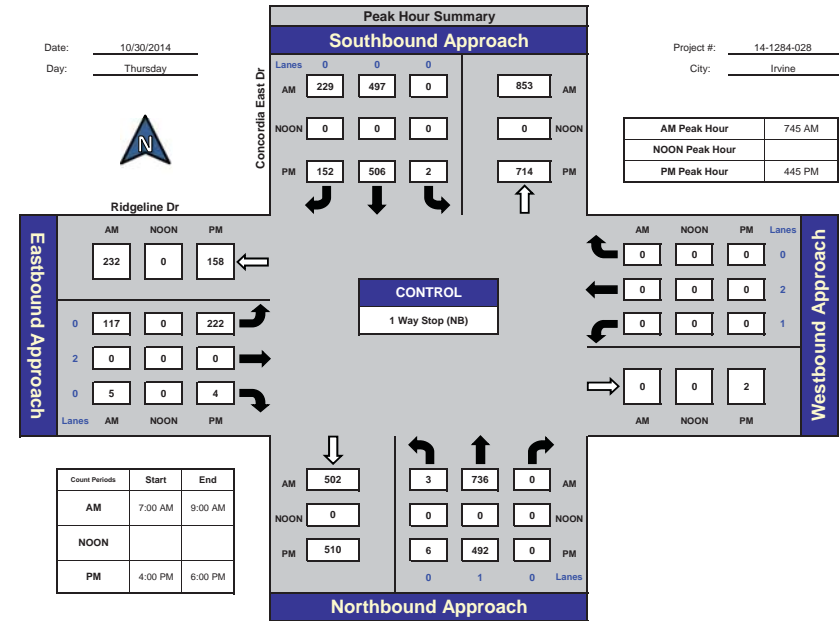 Peak Hour Summary
Southbound Approach
Date: 10/30/2014
Day: Thursday
Project #: 14-1284-028
City: Irvine
N
Concordia East Dr
Lanes 0 0 0
AM 229 497 0 853 AM
NOON 0 0 0 0 NOON
PM 152 506 2 714 PM
AM Peak Hour 745 AM
NOON Peak Hour
PM Peak Hour 445 PM
Ridgeline Dr
Eastbound Approach
AM NOON PM
232 0 158
0 117 0 222
2 0 0 0
0 5 0 4
Lanes AM NOON PM
CONTROL
1 Way Stop (NB)
AM NOON PM Lanes
0 0 0 0
0 0 0 2
0 0 0 1
0 0 2
AM NOON PM
Westbound Approach
Count Periods Start End
AM 7:00 AM 9:00 AM
NOON
PM 4:00 PM 6:00 PM
AM 502 3 736 0 AM
NOON 0 0 0 0 NOON
PM 510 6 492 0 PM
0 1 0 Lanes
Northbound Approach